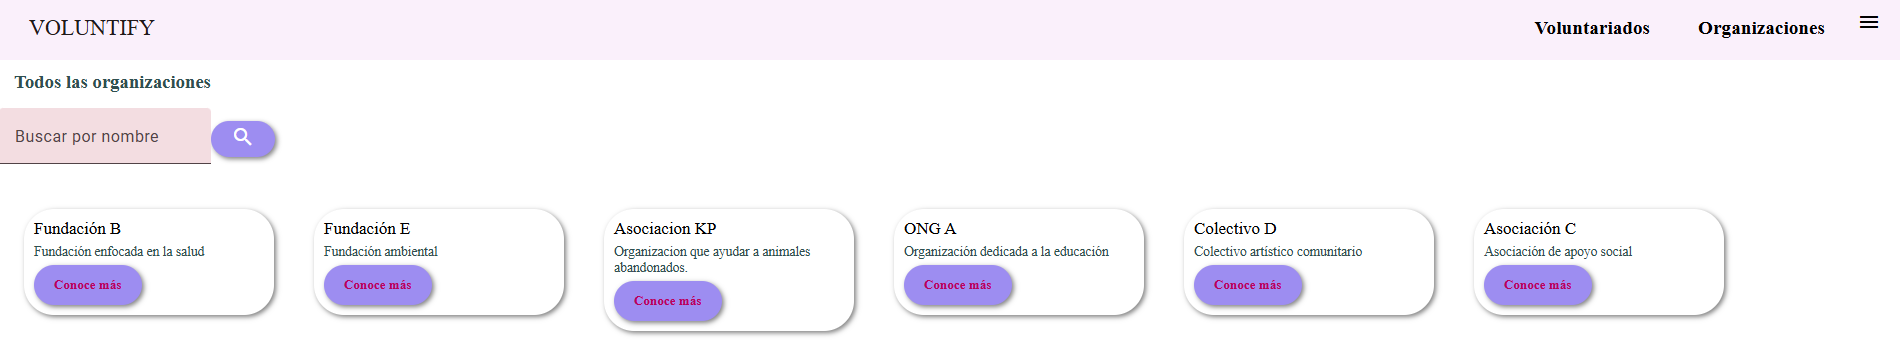 VOLUNTIFY
Voluntariados
Organizaciones
Todos las organizaciones
Buscar por nombre
Fundación B
Fundación enfocada en la salud
Conoce más
Fundación E
Fundación ambiental
Conoce más
Asociacion KP
Organizacion que ayudar a animales
abandonados.
Conoce más
ONG A
Organización dedicada a la educación
Conoce más
Colectivo D
Colectivo artístico comunitario
Conoce más
Asociación C
Asociación de apoyo social
Conoce más